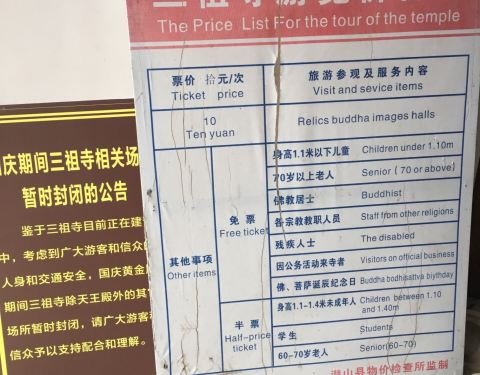 The Price List For the tour of the temple
票价 拾元/次
Ticket price
旅游参观及服务内容
Visit and sevice items
10
Ten yuan
Relics buddha images halls
其他事项
Other items
免票
Free ticket
身高1.1米以下儿童 Children under 1.10m
70岁以上老人 Senior (70 or above)
佛教居士 Buddhist
各宗教教职人员 Staff from other religions
残疾人士 The disabled
因公务活动来寺者 Visitors on official business
佛、菩萨诞辰纪念日 Buddha bodhisattva biythday
半票
Half-price
ticket
身高1.1-1.4米未成年人 Children between 1.10
and 1.40m
学生 Students
60-70岁老人 Senior(60-70)
潜山县物价检查所监制
庆期间三祖寺相关场
暂时封闭的公告
鉴于三祖寺目前正在建
中，考虑到广大游客和信众的
人身和交通安全，国庆黄金
期间三祖寺除天王殿外的其
场所暂时封闭，请广大游客
信众予以支持配合和理解。